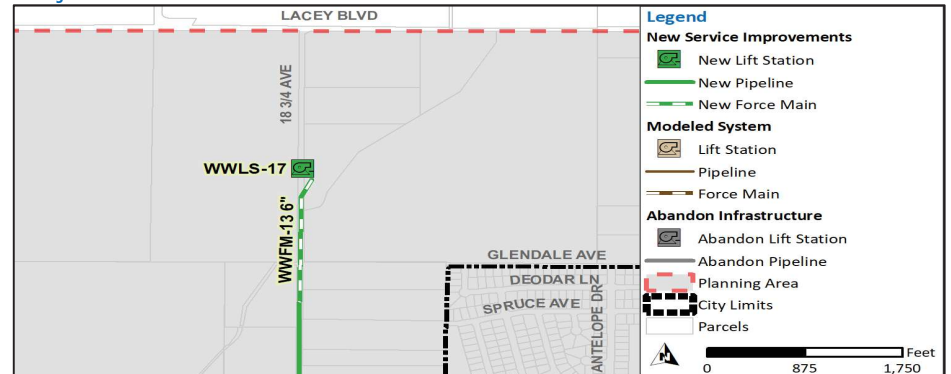 LACEY BLVD
18 3/4 AVE
WWLS-17
WWFM-13 6"
GLENDALE AVE
DEODAR LN
SPRUCE AVE
ANTELOPE DR
Legend
New Service Improvements
New Lift Station
New Pipeline
New Force Main
Modeled System
Lift Station
Pipeline
Force Main
Abandon Infrastructure
Abandon Lift Station
Abandon Pipeline
Planning Area
City Limits
Parcels
N
Feet
0 875 1,750